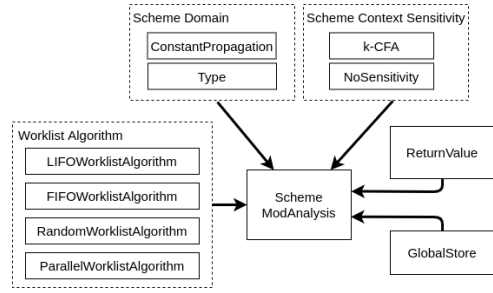 Scheme Domain
ConstantPropagation
Type
Scheme Context Sensitivity
k-CFA
NoSensitivity
Worklist Algorithm
LIFOWorklistAlgorithm
FIFOWorklistAlgorithm
RandomWorklistAlgorithm
ParallelWorklistAlgorithm
Scheme
ModAnalysis
ReturnValue
GlobalStore